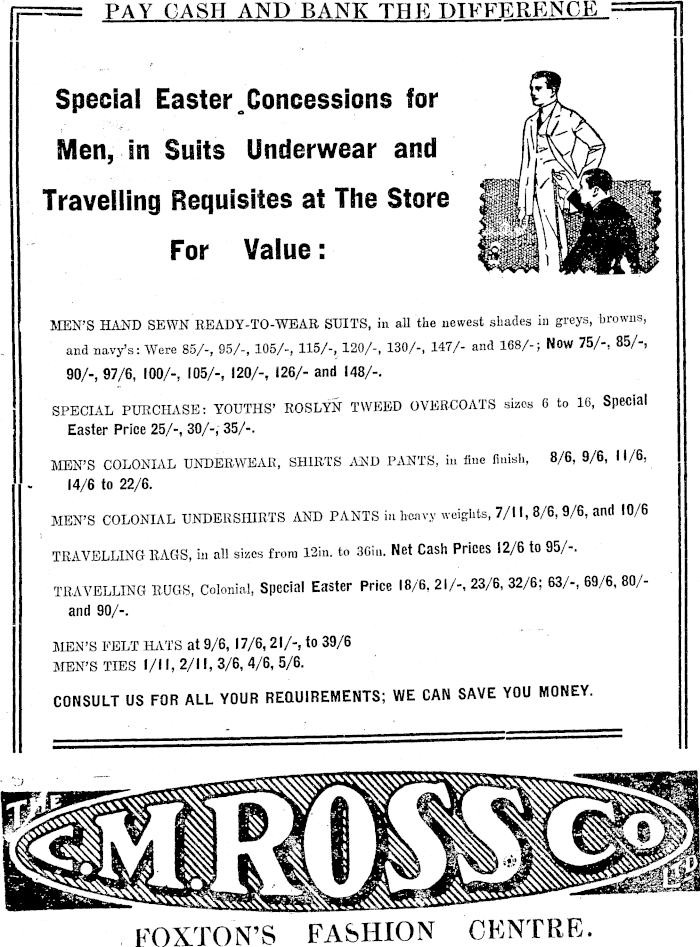 PAY CASH AND BANK THE DIFFERENCE
Special Easter Concessions for
Men, in Suits Underwear and
Travelling Requisites at The Store
For Value:
MEN'S HAND SEWN READY-TO-WEAR SUITS, in all the newest shades in greys, browns,
and navy's: Were 85/-, 95/-, 105/-, 115/-, 120/-, 130/-, 147/- and 168/-; Now 75/-, 85/-,
90/-, 97/6, 100/-, 105/-, 120/-, 126/- and 148/-.
SPECIAL PURCHASE: YOUTHS' ROSLYN TWEED OVERCOATS sizes 6 to 16, Special
Easter Price 25/-, 30/-, 35/-.
MEN'S COLONIAL UNDERWEAR, SHIRTS AND PANTS, in fine finish, 8/6, 9/6, 11/6,
14/6 to 22/6.
MEN'S COLONIAL UNDERSHIRTS AND PANTS in heavy weights, 7/11, 8/6, 9/6, and 10/6
TRAVELLING RAGS, in all sizes from 12in. to 36in. Net Cash Prices 12/6 to 95/-.
TRAVELLING RUGS, Colonial, Special Easter Price 18/6, 21/-, 23/6, 32/6; 63/-, 69/6, 80/-
and 90/-.
MEN'S FELT HATS at 9/6, 17/6, 21/-, to 39/6
MEN'S TIES 1/11, 2/11, 3/6, 4/6, 5/6.
CONSULT US FOR ALL YOUR REQUIREMENTS; WE CAN SAVE YOU MONEY.
THE
C.M. ROSS Co
LTD
FOXTON'S FASHION CENTRE.